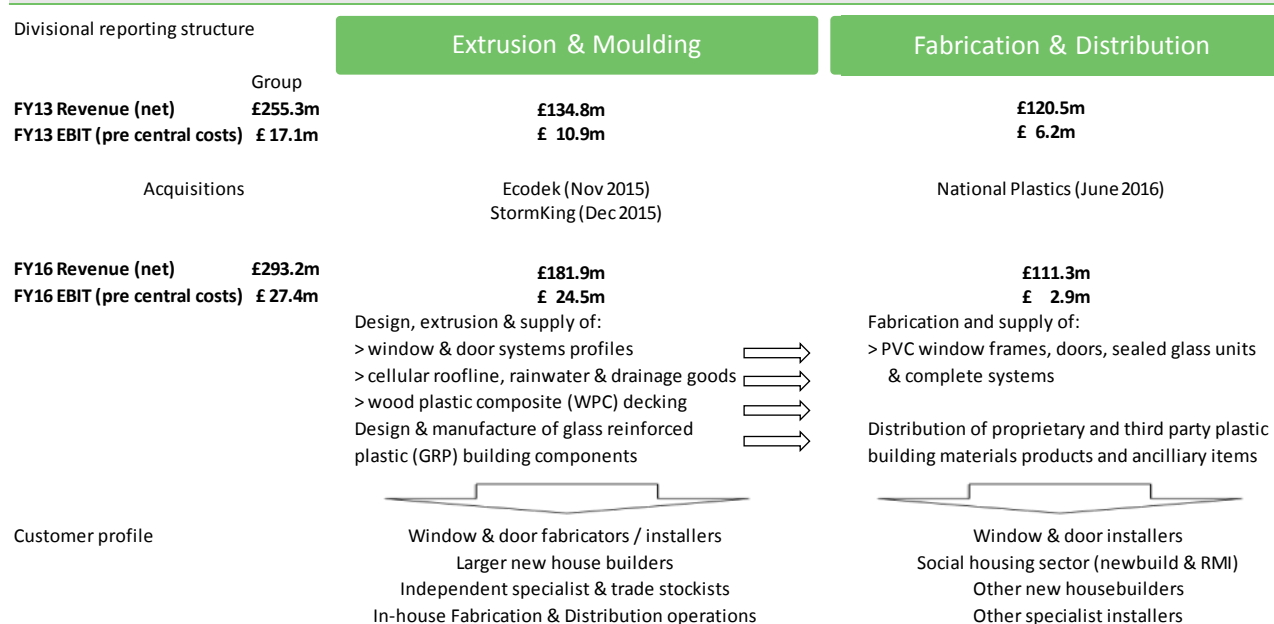 Divisional reporting structure
Extrusion & Moulding
Fabrication & Distribution
Group
FY13 Revenue (net) £255.3m £134.8m £120.5m
FY13 EBIT (pre central costs) £ 17.1m £ 10.9m £ 6.2m
Acquisitions Ecodek (Nov 2015) National Plastics (June 2016)
StormKing (Dec 2015)
FY16 Revenue (net) £293.2m £181.9m £111.3m
FY16 EBIT (pre central costs) £ 27.4m £ 24.5m £ 2.9m
Design, extrusion & supply of: Fabrication and supply of:
> window & door systems profiles > PVC window frames, doors, sealed glass units
> cellular roofline, rainwater & drainage goods & complete systems
> wood plastic composite (WPC) decking
Design & manufacture of glass reinforced Distribution of proprietary and third party plastic
plastic (GRP) building components building materials products and ancilliary items
Customer profile Window & door fabricators / installers Window & door installers
Larger new house builders Social housing sector (newbuild & RMI)
Independent specialist & trade stockists Other new housebuilders
In-house Fabrication & Distribution operations Other specialist installers